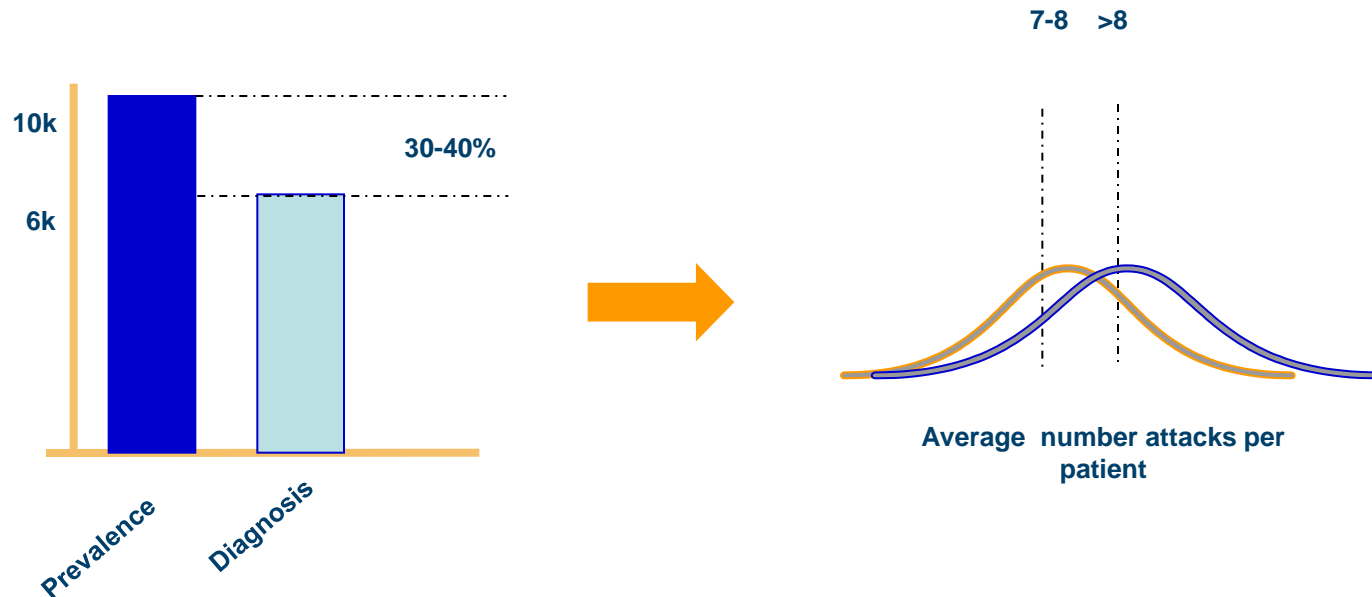 10k
6k
30-40%
Prevalence
Diagnosis
7-8 >8
Average number attacks per
patient